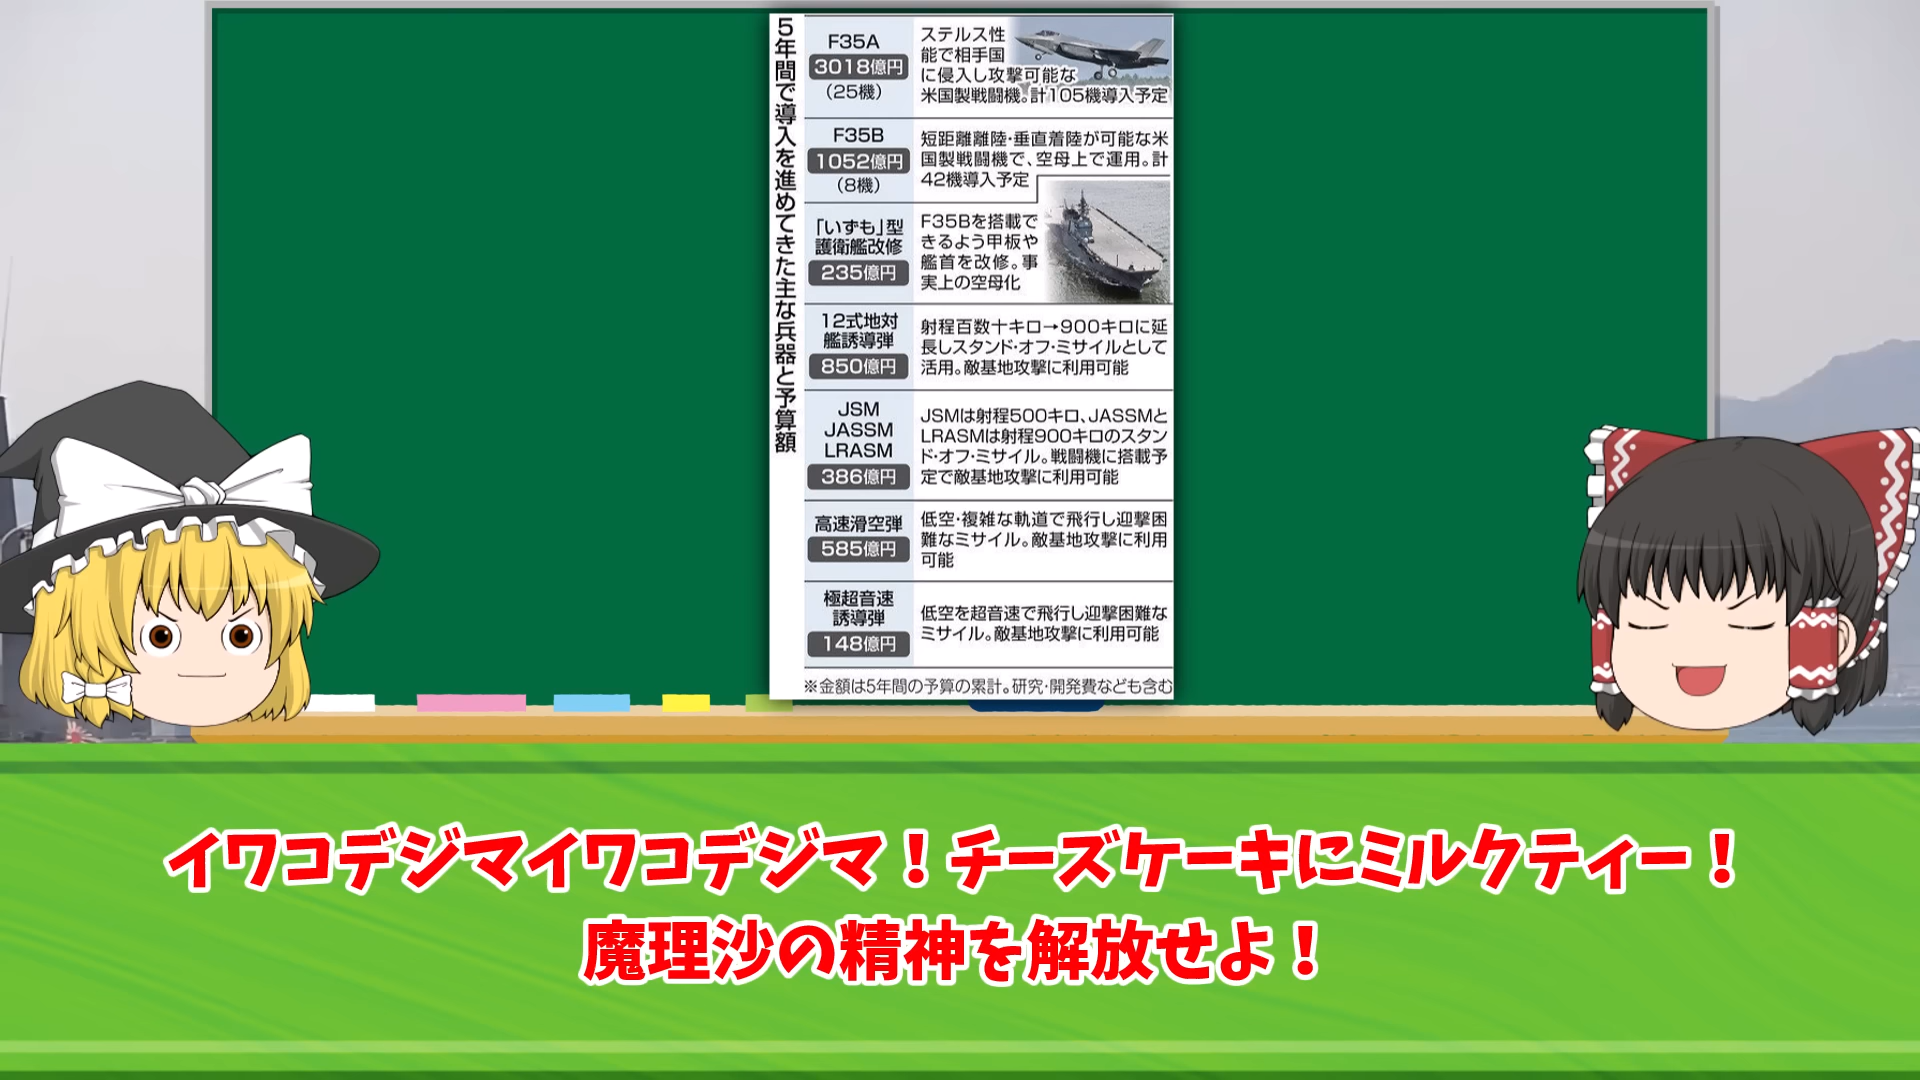 5年間で導入を進めてきた主な兵器と予算額
F35A
3018億円
(25機)
ステルス性
能で相手国
に侵入し攻撃可能な
米国製戦闘機。計105機導入予定
F35B
1052億円
(8機)
短距離離陸・垂直着陸が可能な米
国製戦闘機で、空母上で運用。計
42機導入予定
「いずも」型
護衛艦改修
235億円
F35Bを搭載で
きるよう甲板や
艦首を改修。事
実上の空母化
12式地対
艦誘導弾
850億円
射程百数十キロ→900キロに延
長しスタンド・オフ・ミサイルとして
活用。敵基地攻撃に利用可能
JSM
JASSM
LRASM
386億円
JSMは射程500キロ、JASSMと
LRASMは射程900キロのスタン
ド・オフ・ミサイル。戦闘機に搭載予
定で敵基地攻撃に利用可能
高速滑空弾
585億円
低空・複雑な軌道で飛行し迎撃困
難なミサイル。敵基地攻撃に利用
可能
極超音速
誘導弾
148億円
低空を超音速で飛行し迎撃困難な
ミサイル。敵基地攻撃に利用可能
※金額は5年間の予算の累計。研究・開発費なども含む
イワコデジマイワコデジマ！チーズケーキにミルクティー！
魔理沙の精神を解放せよ！